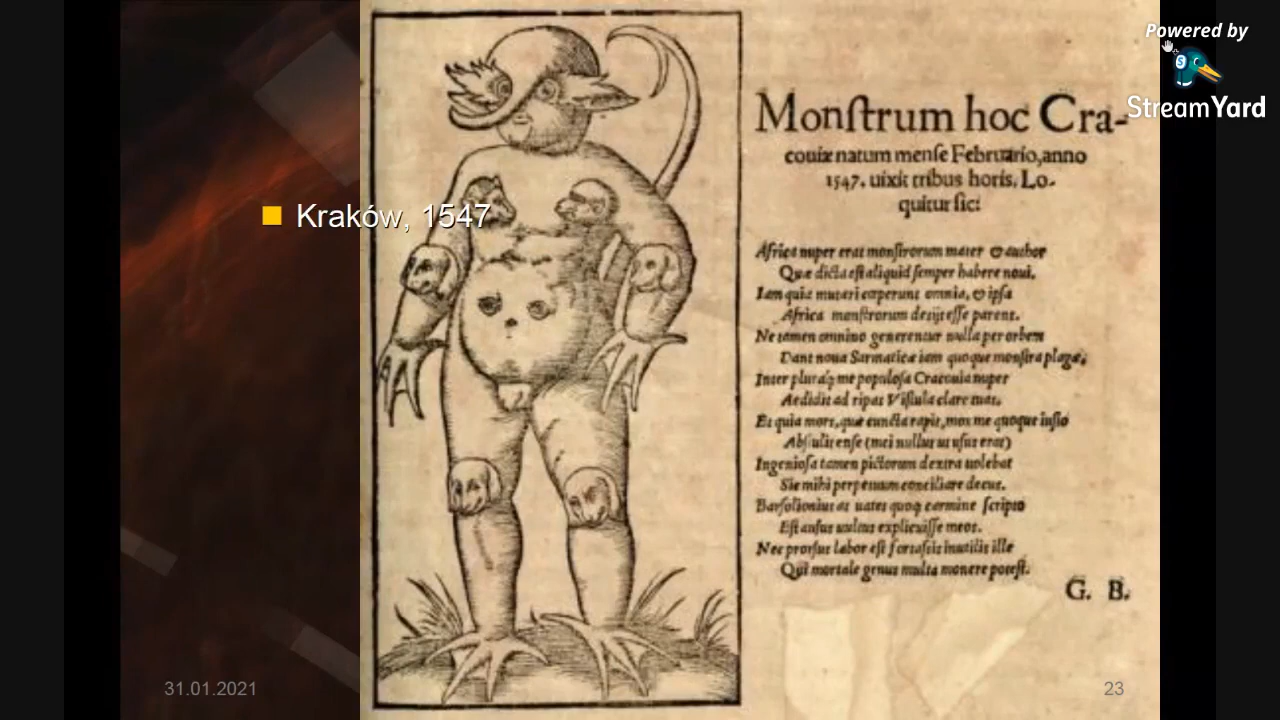 Powered by
StreamYard
Kraków, 1547
Monſtrum hoc Cra-
couiæ natum menſe Februario, anno
1547. uixit tribus horis. Lo-
quitur ſic:
Africa nuper erat monſtrorum mater & author
Quæ dicta eſt aliquid ſemper habere noui.
Iam quia mutari cœperunt omnia, & ipſa
Africa monſtrorum desijt eſſe parens.
Ne tamen omnino generentur nulla per orbem
Dant noua Sarmaticæ iam quoque monſtra plagæ,
Inter pluraq; me populoſa Cracouia nuper
Aedidit ad ripas Viſtula clare tuas.
Et quia mors, quæ cuncta rapit, mox me quoque iuſſo
Abſtulit enſe (mei nullus ut uſus erat)
Ingenioſa tamen pictorum dextra uolebat
Sic mihi perpetuum conciliare decus.
ac uates quoq; carmine ſcripto
Eſt auſus uultus explicuiſſe meos.
Nec prorſus labor eſt fortaſſis inutilis ille
Qui mortale genus multa monere poteſt.
G. B.
31.01.2021
23